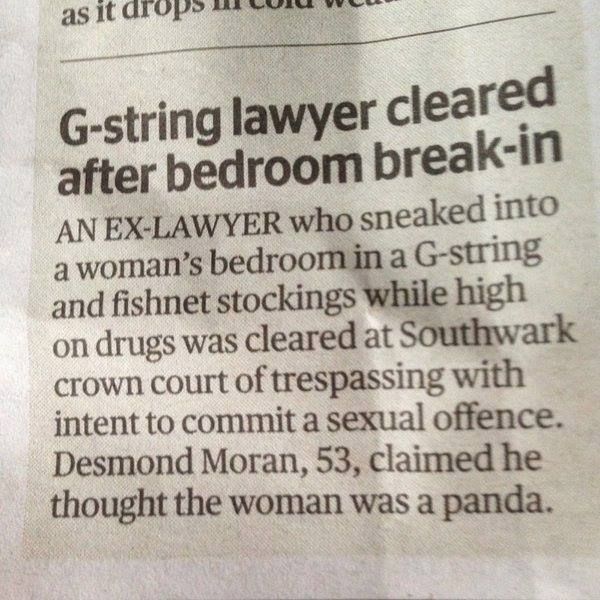 as it drops in cold
G-string lawyer cleared
after bedroom break-in
AN EX-LAWYER who sneaked into
a woman's bedroom in a G-string
and fishnet stockings while high
on drugs was cleared at Southwark
crown court of trespassing with
intent to commit a sexual offence.
Desmond Moran, 53, claimed he
thought the woman was a panda.